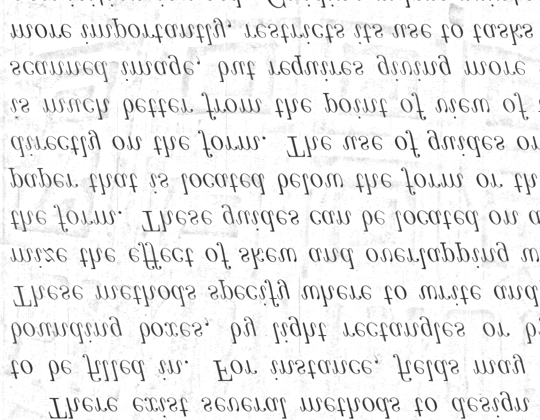 There exist several methods to design
to be filled in. For instance, fields may
bounding boxes, by light rectangles or by
These methods specify where to write and
mize the effect of skew and overlapping w
the form. These guides can be located on a
paper that is located below the form or th
directly on the form. The use of guides on
is much better from the point of view of
scanned image, but requires giving more
more importantly, restricts its use to tasks